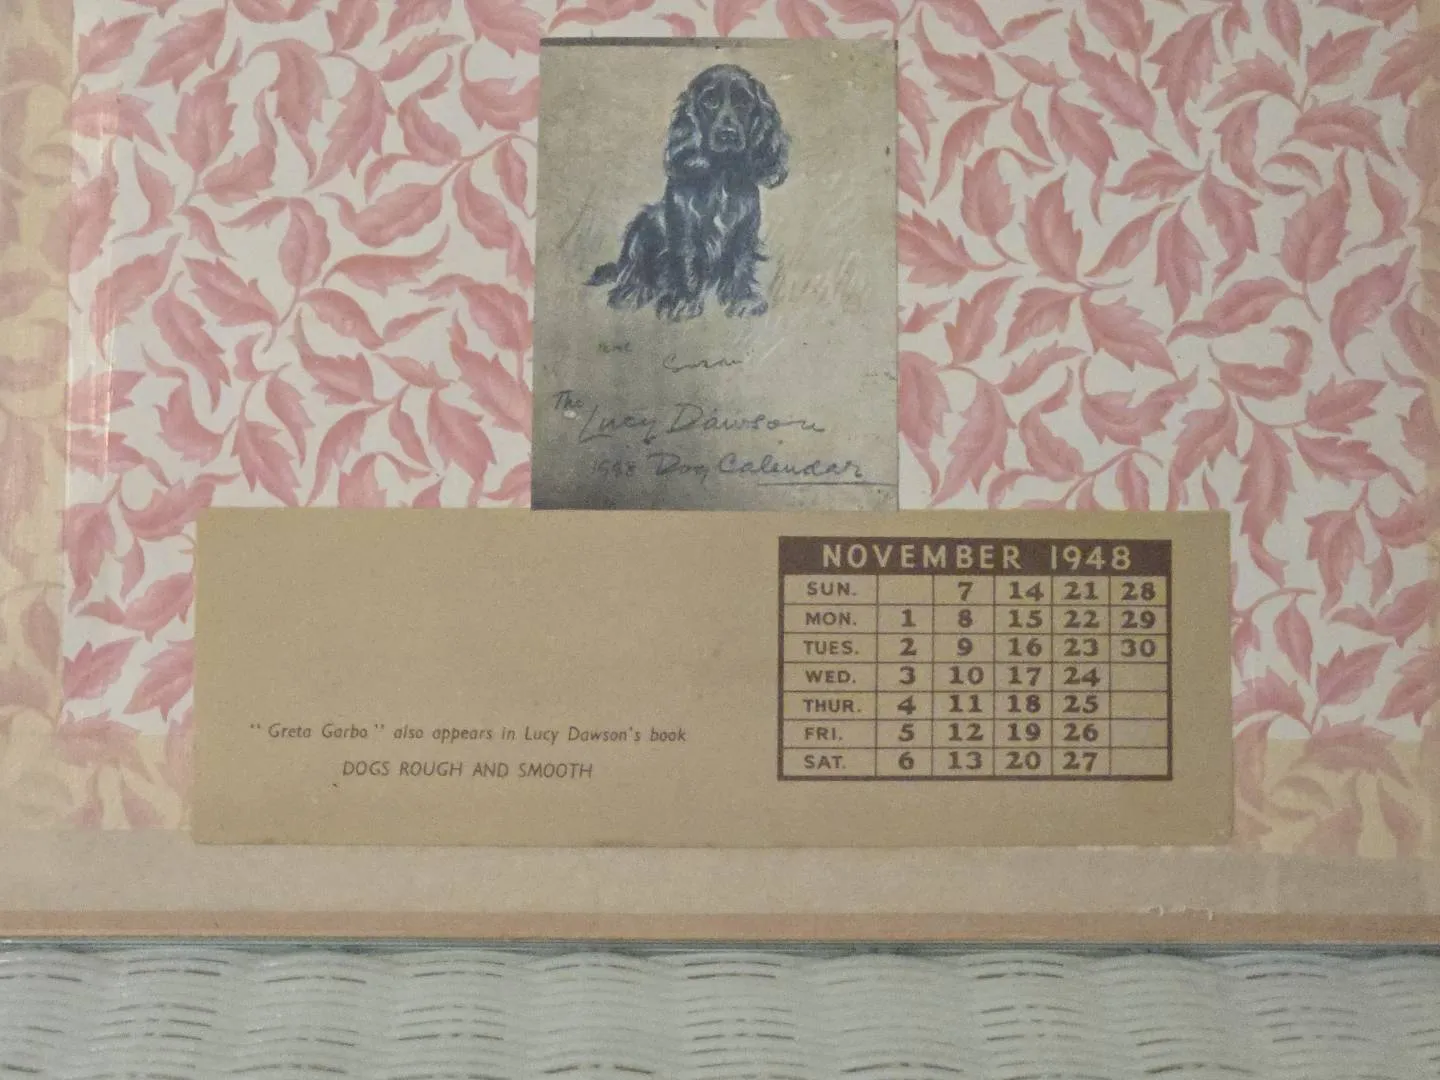 The
Lucy Dawson
1948 Dog Calendar
NOVEMBER 1948
SUN. 7 14 21 28
MON. 1 8 15 22 29
TUES. 2 9 16 23 30
WED. 3 10 17 24
THUR. 4 11 18 25
FRI. 5 12 19 26
SAT. 6 13 20 27
" Greta Garbo " also appears in Lucy Dawson's book
DOGS ROUGH AND SMOOTH